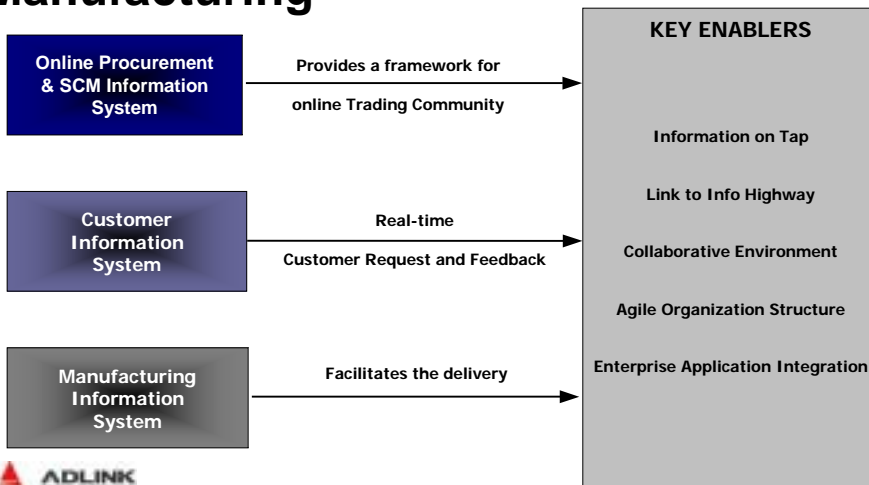 Manufacturing
KEY ENABLERS
Online Procurement
& SCM Information
System
Provides a framework for
online Trading Community
Information on Tap
Link to Info Highway
Customer
Information
System
Real-time
Customer Request and Feedback
Collaborative Environment
Agile Organization Structure
Manufacturing
Information
System
Facilitates the delivery
Enterprise Application Integration
ADLINK